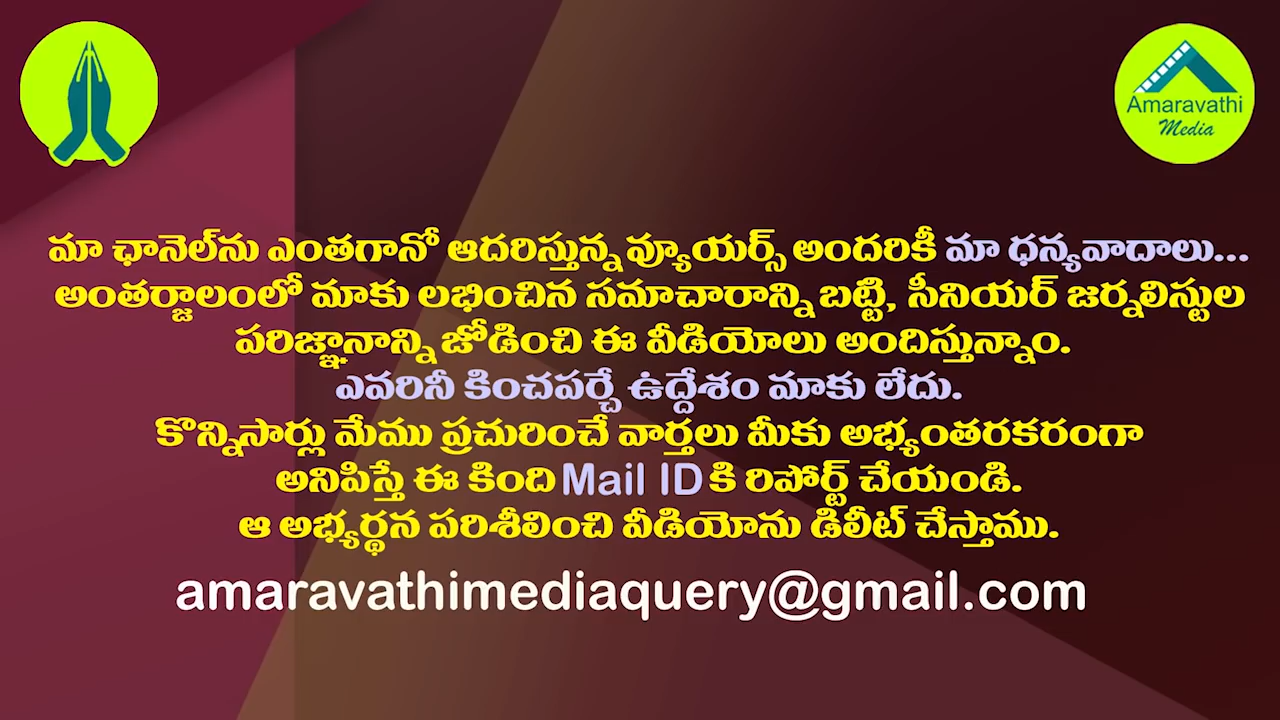 Amaravathi
Media
మా ఛానెల్‌ను ఎంతగానో ఆదరిస్తున్న వ్యూయర్స్ అందరికీ మా ధన్యవాదాలు...
అంతర్జాలంలో మాకు లభించిన సమాచారాన్ని బట్టి, సీనియర్ జర్నలిస్టుల
పరిజ్ఞానాన్ని జోడించి ఈ వీడియోలు అందిస్తున్నాం.
ఎవరినీ కించపర్చే ఉద్దేశం మాకు లేదు.
కొన్నిసార్లు మేము ప్రచురించే వార్తలు మీకు అభ్యంతరకరంగా
అనిపిస్తే ఈ కింది Mail ID కి రిపోర్ట్ చేయండి.
ఆ అభ్యర్థన పరిశీలించి వీడియోను డిలీట్ చేస్తాము.
amaravathimediaquery@gmail.com